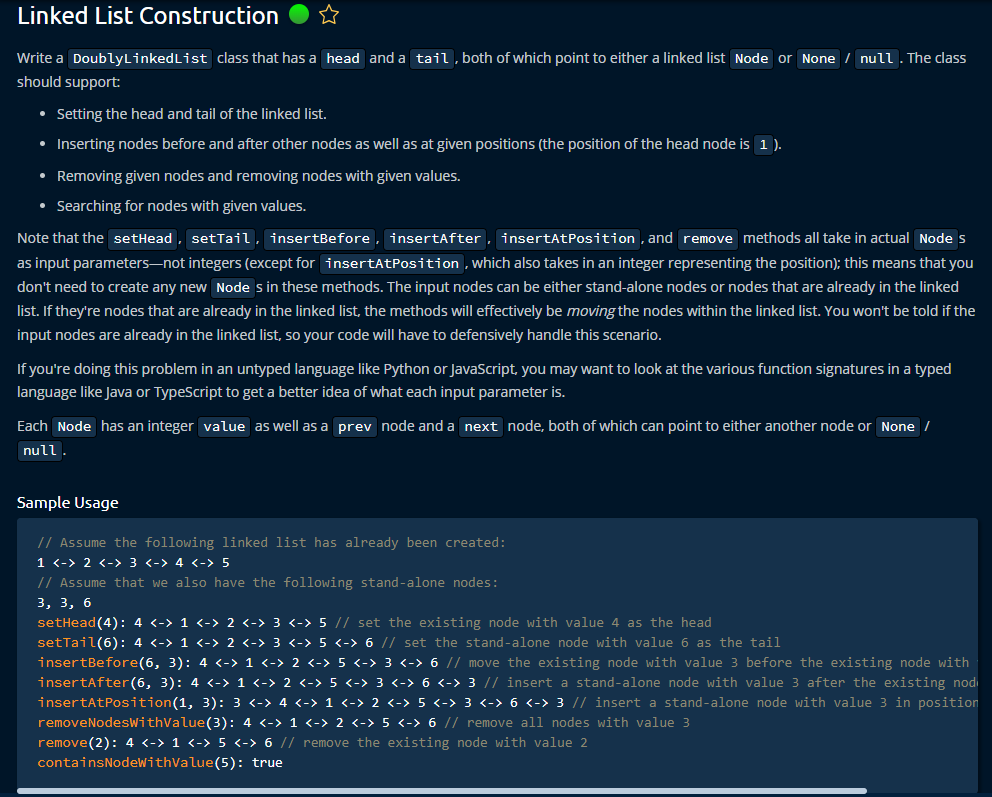 Linked List Construction
Write a DoublyLinkedList class that has a head and a tail, both of which point to either a linked list Node or None / null. The class
should support:
• Setting the head and tail of the linked list.
• Inserting nodes before and after other nodes as well as at given positions (the position of the head node is 1).
• Removing given nodes and removing nodes with given values.
• Searching for nodes with given values.
Note that the setHead, setTail, insertBefore, insertAfter, insertAtPosition, and remove methods all take in actual Nodes
as input parameters—not integers (except for insertAtPosition, which also takes in an integer representing the position); this means that you
don't need to create any new Nodes in these methods. The input nodes can be either stand-alone nodes or nodes that are already in the linked
list. If they're nodes that are already in the linked list, the methods will effectively be moving the nodes within the linked list. You won't be told if the
input nodes are already in the linked list, so your code will have to defensively handle this scenario.
If you're doing this problem in an untyped language like Python or JavaScript, you may want to look at the various function signatures in a typed
language like Java or TypeScript to get a better idea of what each input parameter is.
Each Node has an integer value as well as a prev node and a next node, both of which can point to either another node or None /
null.
Sample Usage
// Assume the following linked list has already been created:
1 <-> 2 <-> 3 <-> 4 <-> 5
// Assume that we also have the following stand-alone nodes:
3, 3, 6
setHead(4): 4 <-> 1 <-> 2 <-> 3 <-> 5 // set the existing node with value 4 as the head
setTail(6): 4 <-> 1 <-> 2 <-> 3 <-> 5 <-> 6 // set the stand-alone node with value 6 as the tail
insertBefore(6, 3): 4 <-> 1 <-> 2 <-> 5 <-> 3 <-> 6 // move the existing node with value 3 before the existing node with
insertAfter(6, 3): 4 <-> 1 <-> 2 <-> 5 <-> 3 <-> 6 <-> 3 // insert a stand-alone node with value 3 after the existing nod
insertAtPosition(1, 3): 3 <-> 4 <-> 1 <-> 2 <-> 5 <-> 3 <-> 6 <-> 3 // insert a stand-alone node with value 3 in position
removeNodesWithValue(3): 4 <-> 1 <-> 2 <-> 5 <-> 6 // remove all nodes with value 3
remove(2): 4 <-> 1 <-> 5 <-> 6 // remove the existing node with value 2
containsNodeWithValue(5): true